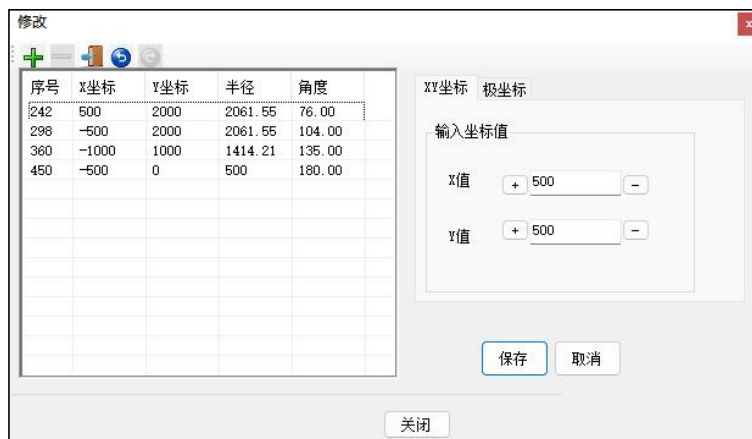 修改
x
序号 X坐标 Y坐标 半径 角度
242 500 2000 2061.55 76.00
298 -500 2000 2061.55 104.00
360 -1000 1000 1414.21 135.00
450 -500 0 500 180.00
XY坐标 极坐标
输入坐标值
X值 + 500 -
Y值 + 500 -
保存 取消
关闭